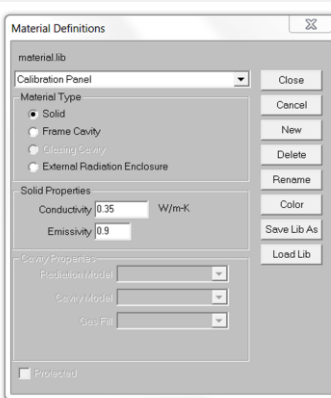 Material Definitions
material.lib
Calibration Panel
Close
Material Type
Cancel
Solid
Frame Cavity
New
Glazing Cavity
Delete
External Radiation Enclosure
Rename
Solid Properties
Color
Conductivity 0.35 W/m-K
Emissivity 0.9
Save Lib As
Load Lib
Cavity Properties
Radiation Model
Cavity Model
Gas Fill
Protected